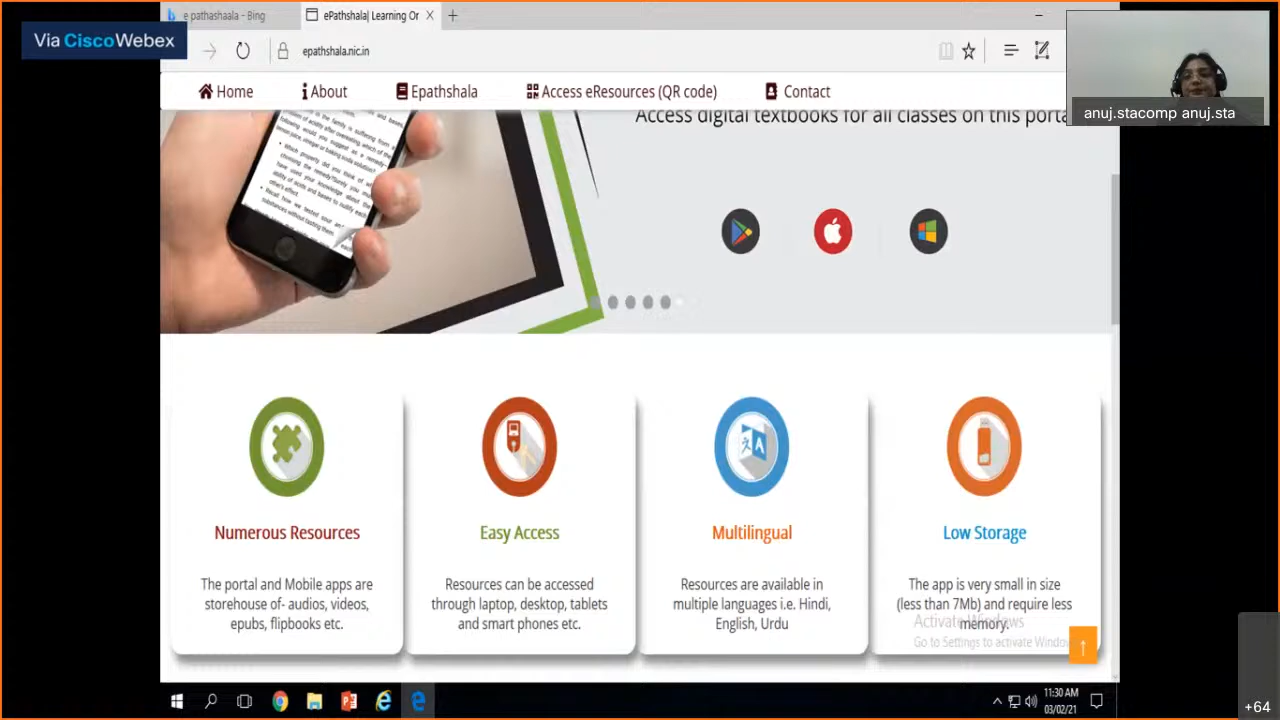 e pathashaala - Bing
ePathshala| Learning Or
Via CiscoWebex
epathshala.nic.in
Home
About
Epathshala
Access eResources (QR code)
Contact
anuj.stacomp anuj.sta
Access digital textbooks for all classes on this porta
Numerous Resources
The portal and Mobile apps are
storehouse of- audios, videos,
epubs, flipbooks etc.
Easy Access
Resources can be accessed
through laptop, desktop, tablets
and smart phones etc.
Multilingual
Resources are available in
multiple languages i.e. Hindi,
English, Urdu
Low Storage
The app is very small in size
(less than 7Mb) and require less
memory.
Activate Windows
Go to Settings to activate Window
11:30 AM
03/02/21
+64